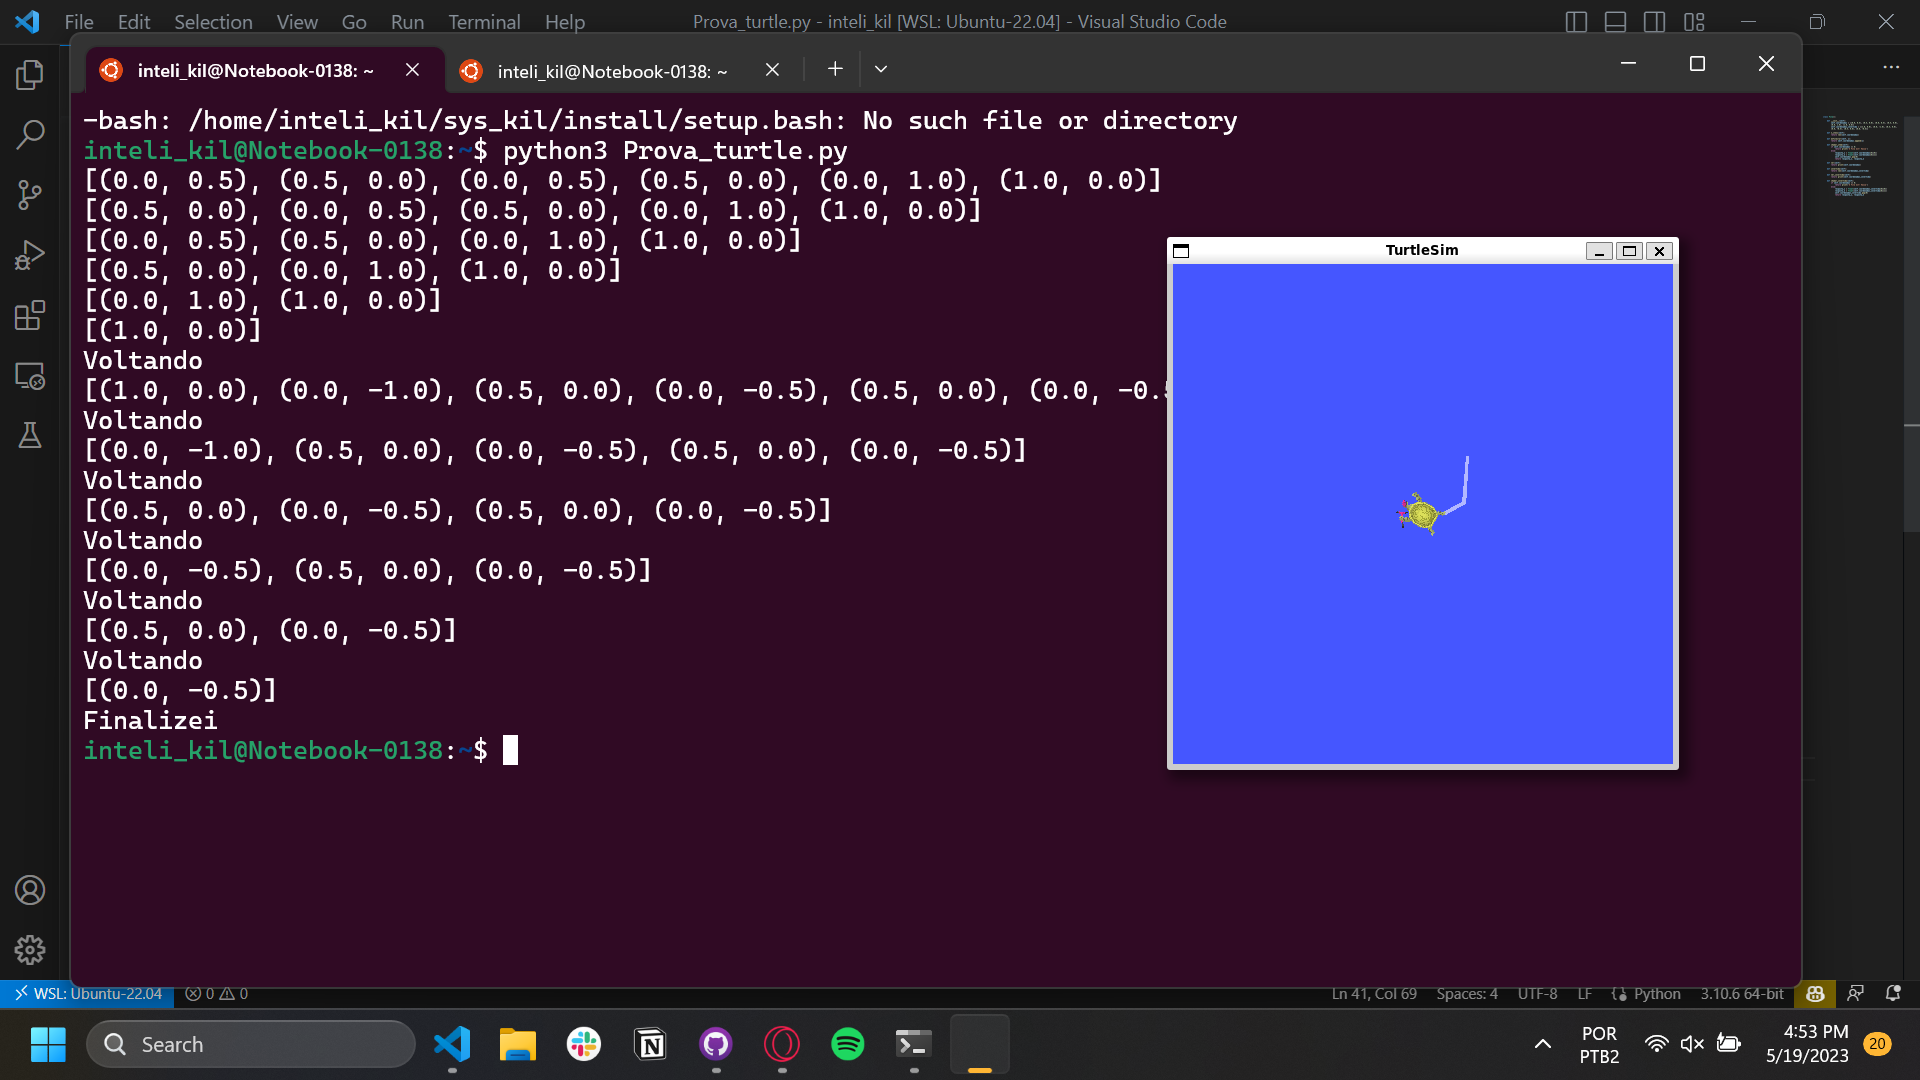 File Edit Selection View Go Run Terminal Help
Prova_turtle.py - inteli_kil [WSL: Ubuntu-22.04] - Visual Studio Code
inteli_kil@Notebook-0138: ~
inteli_kil@Notebook-0138: ~
-bash: /home/inteli_kil/sys_kil/install/setup.bash: No such file or directory
inteli_kil@Notebook-0138:~$ python3 Prova_turtle.py
[(0.0, 0.5), (0.5, 0.0), (0.0, 0.5), (0.5, 0.0), (0.0, 1.0), (1.0, 0.0)]
[(0.5, 0.0), (0.0, 0.5), (0.5, 0.0), (0.0, 1.0), (1.0, 0.0)]
[(0.0, 0.5), (0.5, 0.0), (0.0, 1.0), (1.0, 0.0)]
[(0.5, 0.0), (0.0, 1.0), (1.0, 0.0)]
[(0.0, 1.0), (1.0, 0.0)]
[(1.0, 0.0)]
Voltando
[(1.0, 0.0), (0.0, -1.0), (0.5, 0.0), (0.0, -0.5), (0.5, 0.0), (0.0, -0.5
Voltando
[(0.0, -1.0), (0.5, 0.0), (0.0, -0.5), (0.5, 0.0), (0.0, -0.5)]
Voltando
[(0.5, 0.0), (0.0, -0.5), (0.5, 0.0), (0.0, -0.5)]
Voltando
[(0.0, -0.5), (0.5, 0.0), (0.0, -0.5)]
Voltando
[(0.5, 0.0), (0.0, -0.5)]
Voltando
[(0.0, -0.5)]
Finalizei
inteli_kil@Notebook-0138:~$
TurtleSim
WSL: Ubuntu-22.04 0 0
Ln 41, Col 69 Spaces: 4 UTF-8 LF Python 3.10.6 64-bit
Search
POR
PTB2
4:53 PM
5/19/2023
20